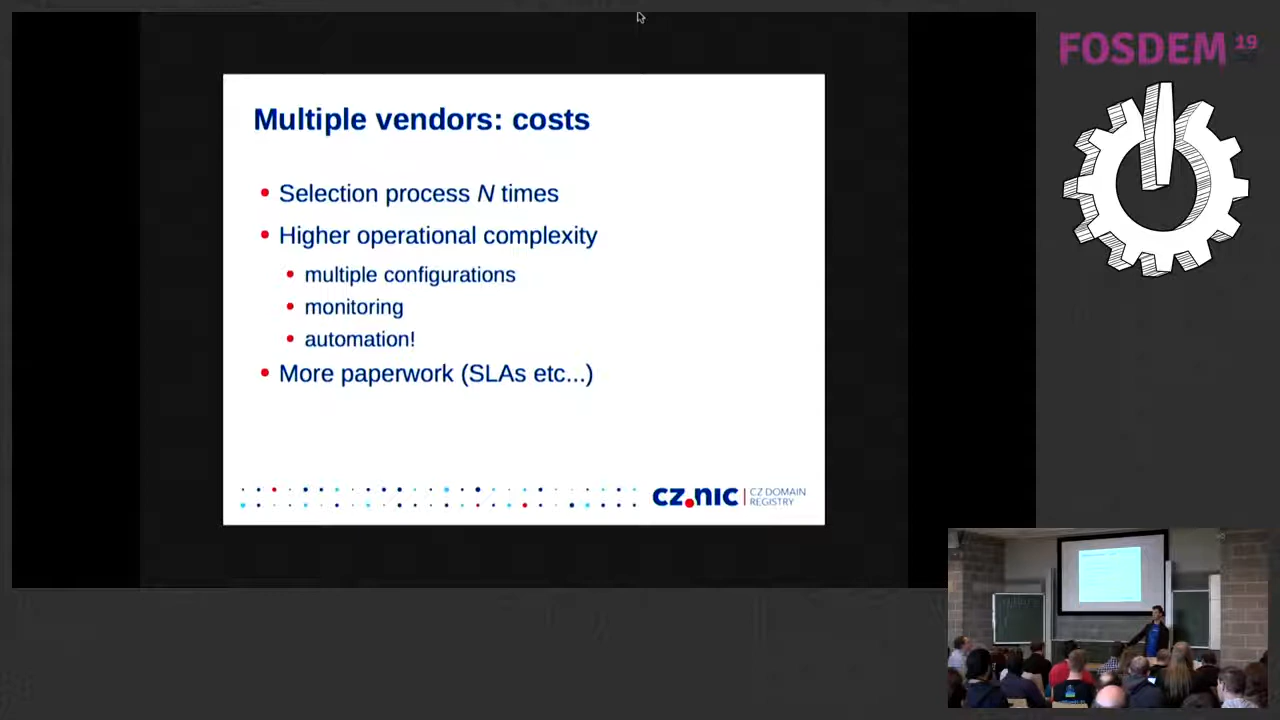 FOSDEM 19
Multiple vendors: costs
Selection process N times
Higher operational complexity
multiple configurations
monitoring
automation!
More paperwork (SLAs etc...)
cz.nic | CZ DOMAIN
REGISTRY